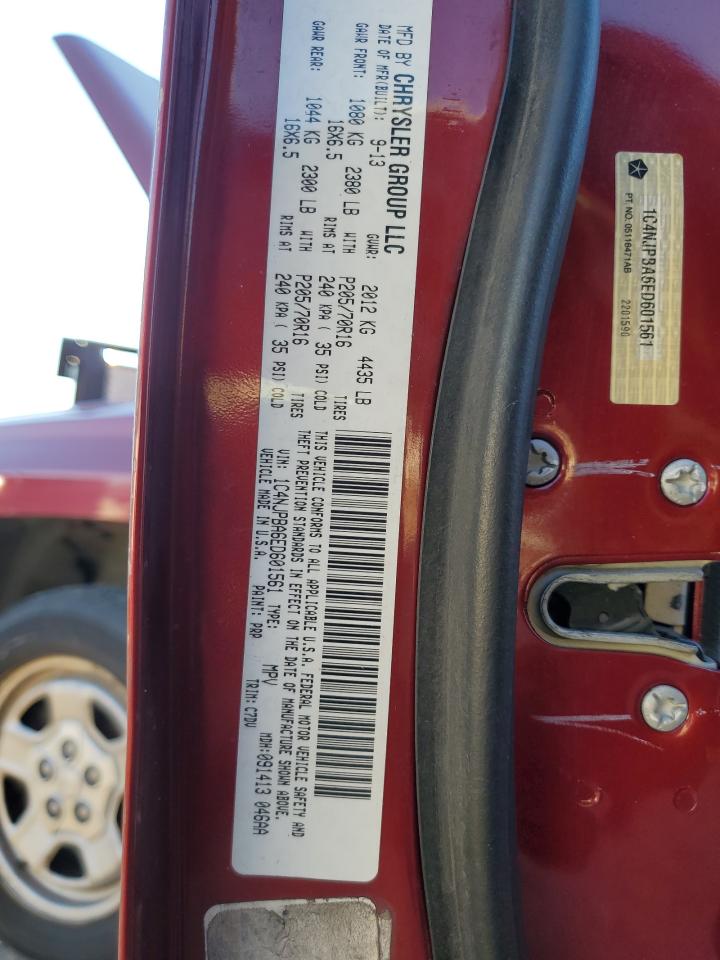 MFD BY CHRYSLER GROUP LLC
DATE OF MFR(BUILT): 9-13 GVWR: 2012 KG 4435 LB
GAWR FRONT: 1080 KG 2380 LB WITH P205/70R16 TIRES
16X6.5 RIMS AT 240 KPA ( 35 PSI) COLD
GAWR REAR: 1044 KG 2300 LB WITH P205/70R16 TIRES
16X6.5 RIMS AT 240 KPA ( 35 PSI) COLD
THIS VEHICLE CONFORMS TO ALL APPLICABLE U.S.A. FEDERAL MOTOR VEHICLE SAFETY AND
THEFT PREVENTION STANDARDS IN EFFECT ON THE DATE OF MANUFACTURE SHOWN ABOVE.
VIN: 1C4NJPBA6ED601561 TYPE: MPV MDH:091413 046AA
VEHICLE MADE IN U.S.A. PAINT: PRP TRIM: C7DV
1C4NJPBA6ED601561
PT. NO. 05116471AB 2201590